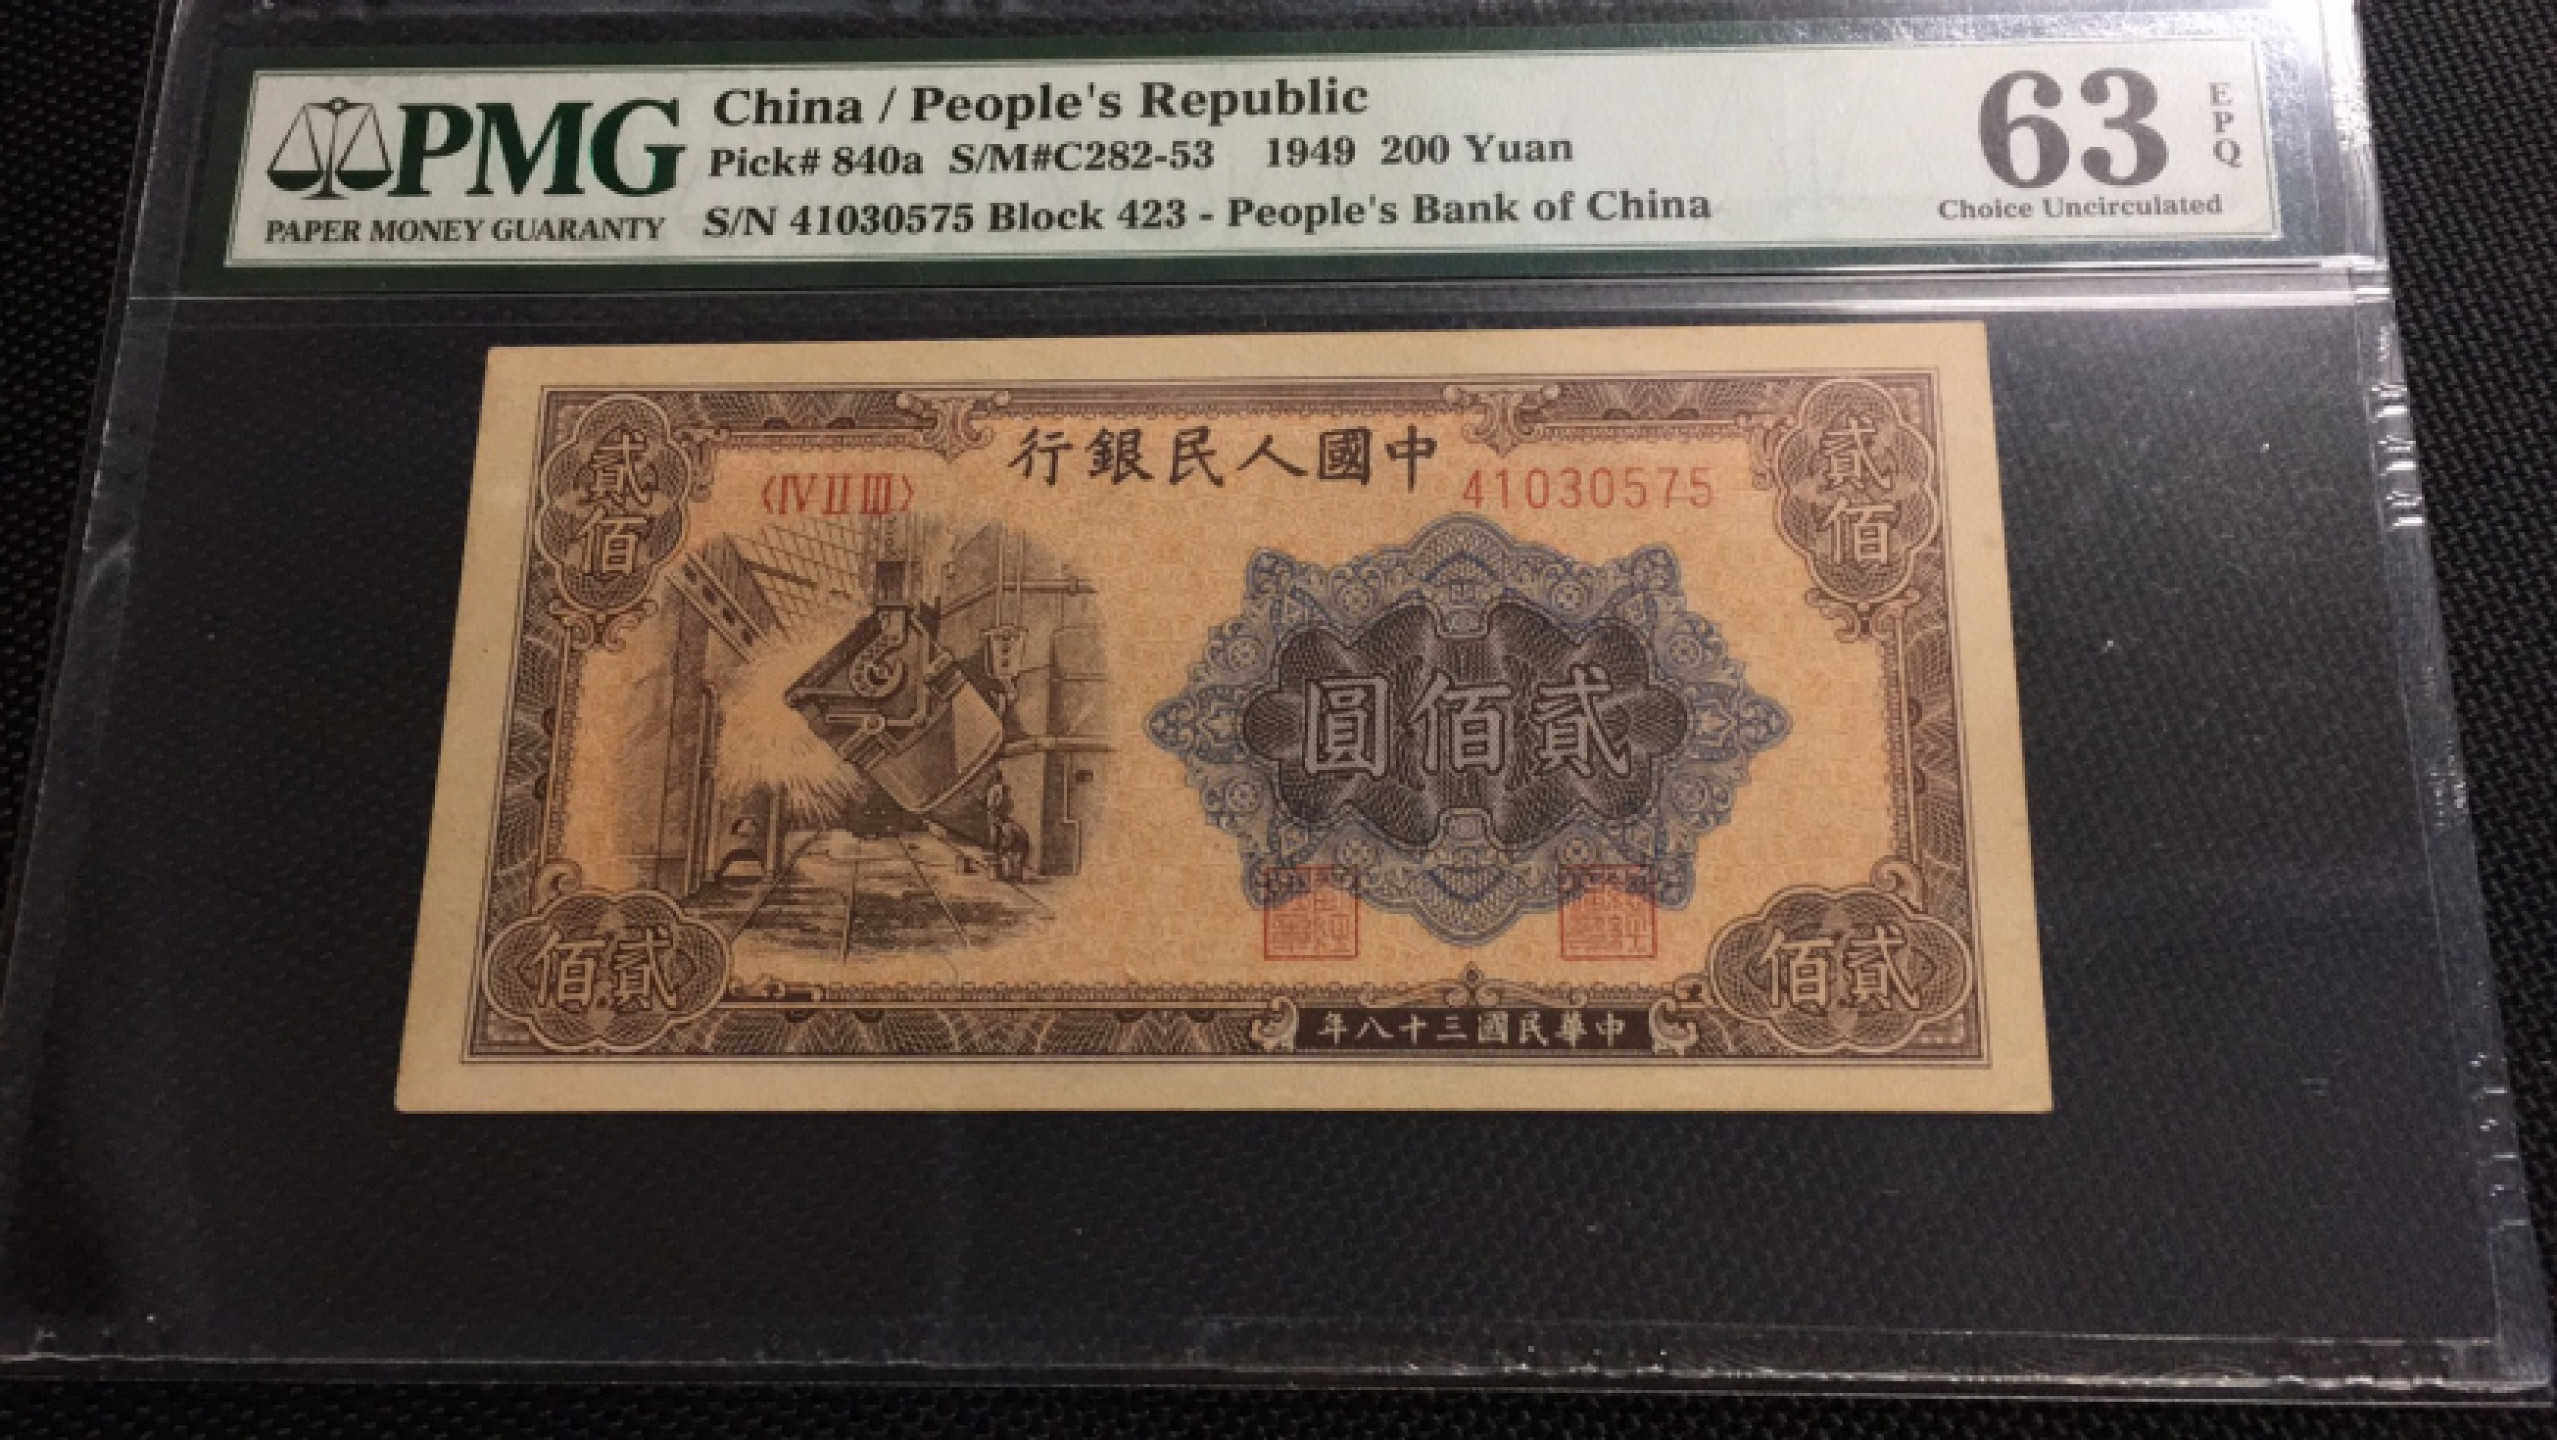 PMG
PAPER MONEY GUARANTY
China / People's Republic
Pick# 840a S/M#C282-53 1949 200 Yuan
S/N 41030575 Block 423 - People's Bank of China
63
EPQ
Choice Uncirculated
行銀民人國中
〈IV II III〉
41030575
貳佰
貳佰
圓佰貳
佰貳
佰貳
年八十三國民華中